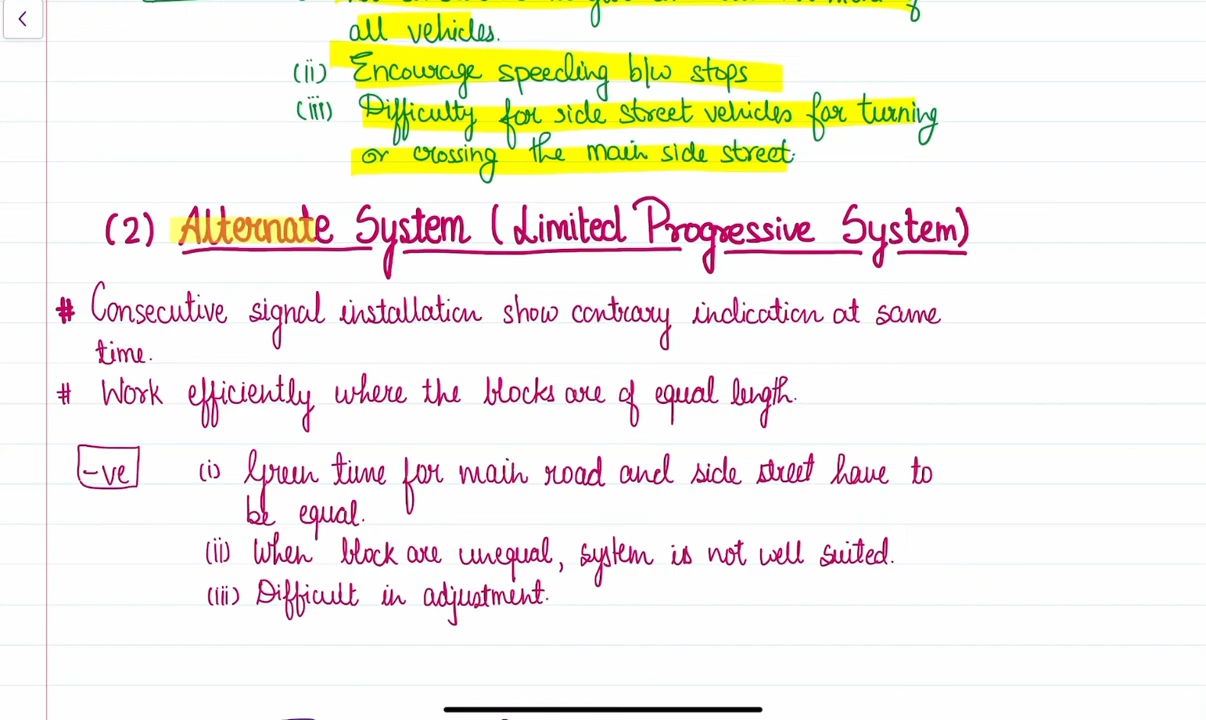 all vehicles.
(ii) Encourage speeding b/w stops
(iii) Difficulty for side street vehicles for turning
or crossing the main side street.
(2) Alternate System (Limited Progressive System)
# Consecutive signal installation show contrary indication at same
time.
# Work efficiently where the blocks are of equal length.
-ve (i) Green time for main road and side street have to
be equal.
(ii) When block are unequal, system is not well suited.
(iii) Difficult in adjustment.